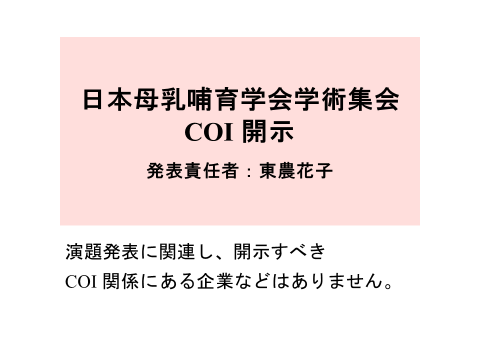 日本母乳哺育学会学術集会
COI 開示
発表責任者：東農花子
演題発表に関連し、開示すべき
COI 関係にある企業などはありません。